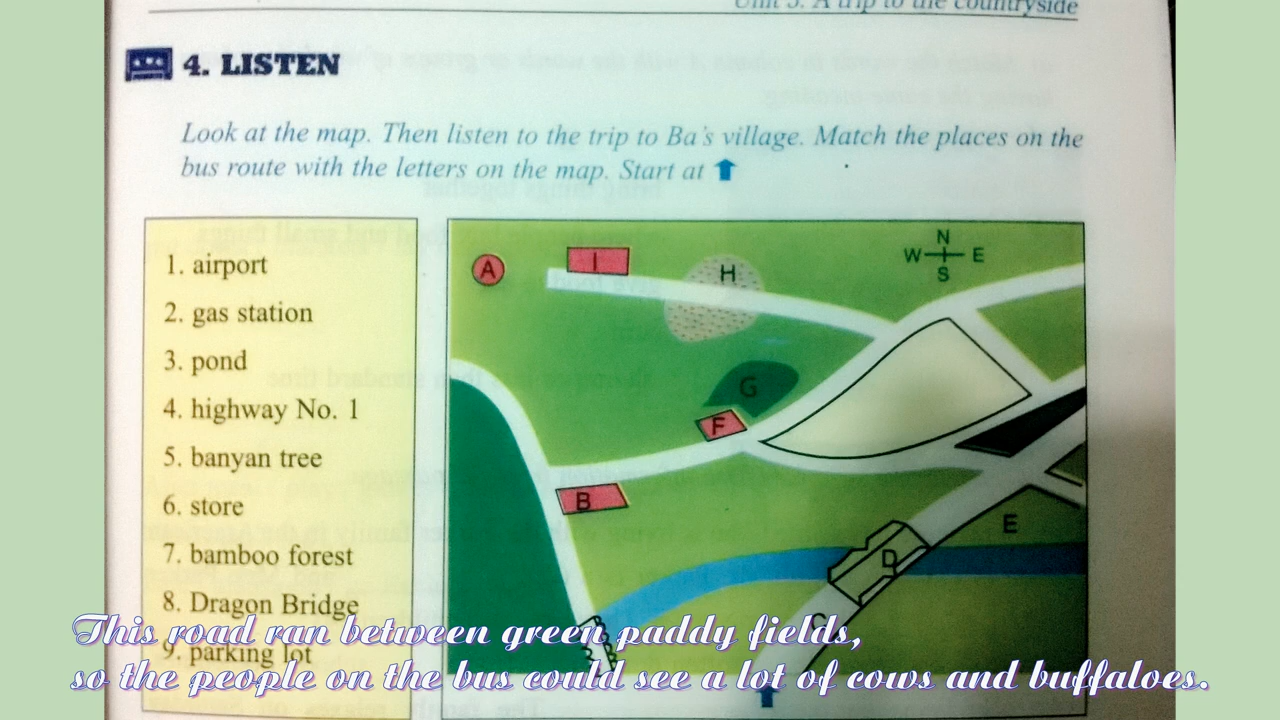 Unit 3: A trip to the countryside
4. LISTEN
Look at the map. Then listen to the trip to Ba's village. Match the places on the
bus route with the letters on the map. Start at
1. airport
2. gas station
3. pond
4. highway No. 1
5. banyan tree
6. store
7. bamboo forest
8. Dragon Bridge
9. parking lot
A
I
H
N
W E
S
G
F
B
E
D
C
This road ran between green paddy fields,
so the people on the bus could see a lot of cows and buffaloes.